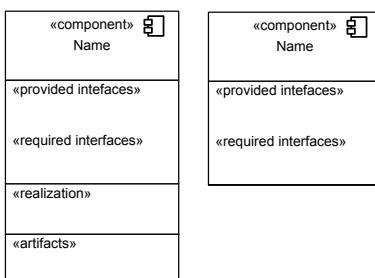 «component»
Name
«provided intefaces»
«required interfaces»
«realization»
«artifacts»
«component»
Name
«provided intefaces»
«required interfaces»